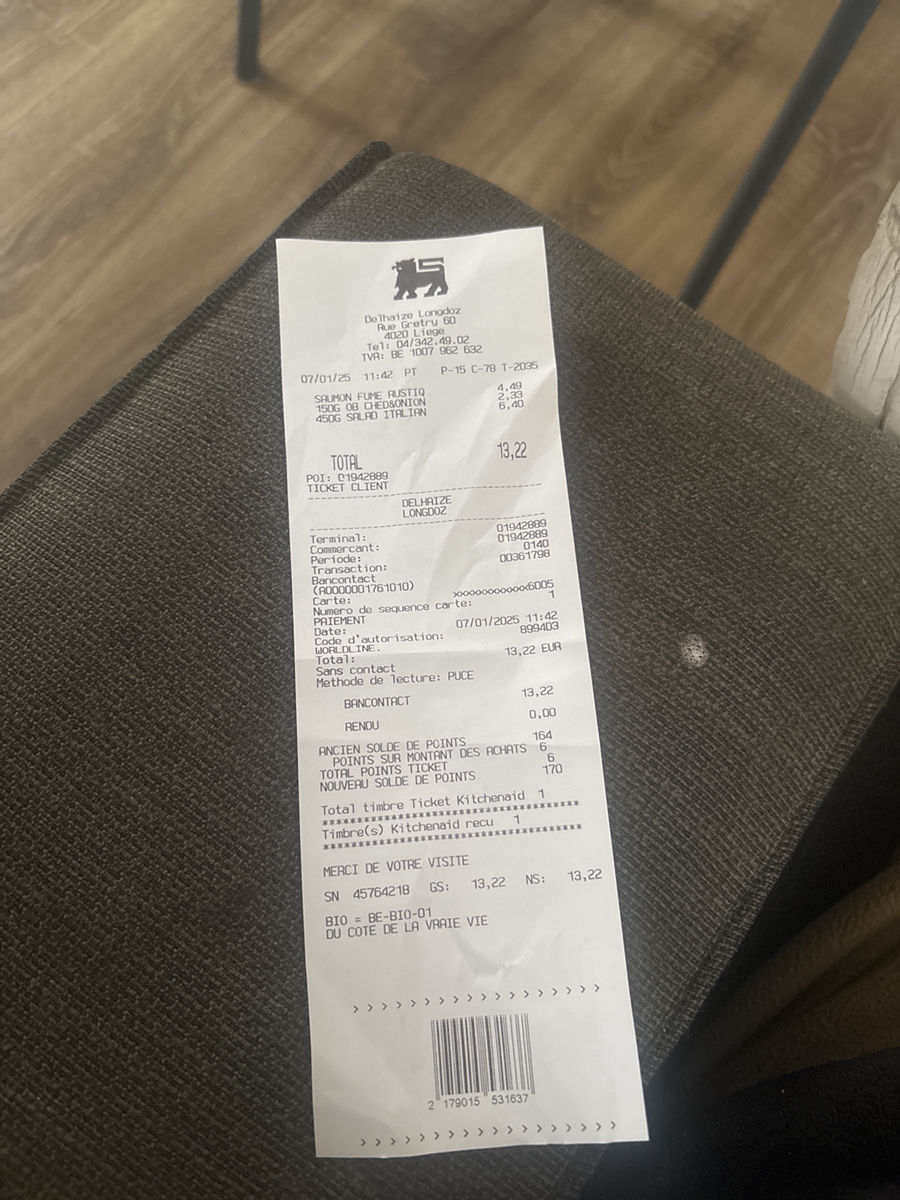 Delhaize Longdoz
Rue Gretry 60
4020 Liege
Tel: 04/342.49.02
TVA: BE 1007 962 632
07/01/25 11:42 PT P-15 C-78 T-2035
SAUMON FUME RUSTIQ 4,49
150G OB CHED&ONION 2,33
450G SALAD ITALIAN 6,40
TOTAL 13,22
POI: 01942889
TICKET CLIENT
DELHAIZE
LONGDOZ
Terminal: 01942889
Commercant: 01942889
Periode: 0140
Transaction: 00361798
Bancontact
(A0000001761010)
Carte: xxxxxxxxxxxxx6005
Numero de sequence carte: 1
PAIEMENT
Date: 07/01/2025 11:42
Code d'autorisation: 8994D3
WORLDLINE.
Total: 13,22 EUR
Sans contact
Methode de lecture: PUCE
BANCONTACT 13,22
RENDU 0,00
ANCIEN SOLDE DE POINTS 164
POINTS SUR MONTANT DES ACHATS 6
TOTAL POINTS TICKET 6
NOUVEAU SOLDE DE POINTS 170
Total timbre Ticket Kitchenaid 1
****************************************
Timbre(s) Kitchenaid recu 1
****************************************
MERCI DE VOTRE VISITE
SN 45764218 GS: 13,22 NS: 13,22
BIO = BE-BIO-01
DU COTE DE LA VRAIE VIE
> > > > > > > > > > > > > > > > >
2 179015 531637
> > > > > > > > > > > > > > > > > >